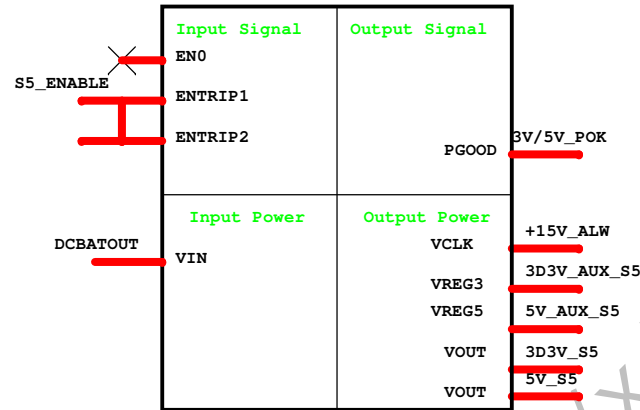 Input Signal Output Signal
EN0
S5_ENABLE
ENTRIP1
ENTRIP2
3V/5V_POK
PGOOD
Input Power Output Power
+15V_ALW
VCLK
DCBATOUT
VIN
3D3V_AUX_S5
VREG3
VREG5 5V_AUX_S5
VOUT 3D3V_S5
5V_S5
VOUT